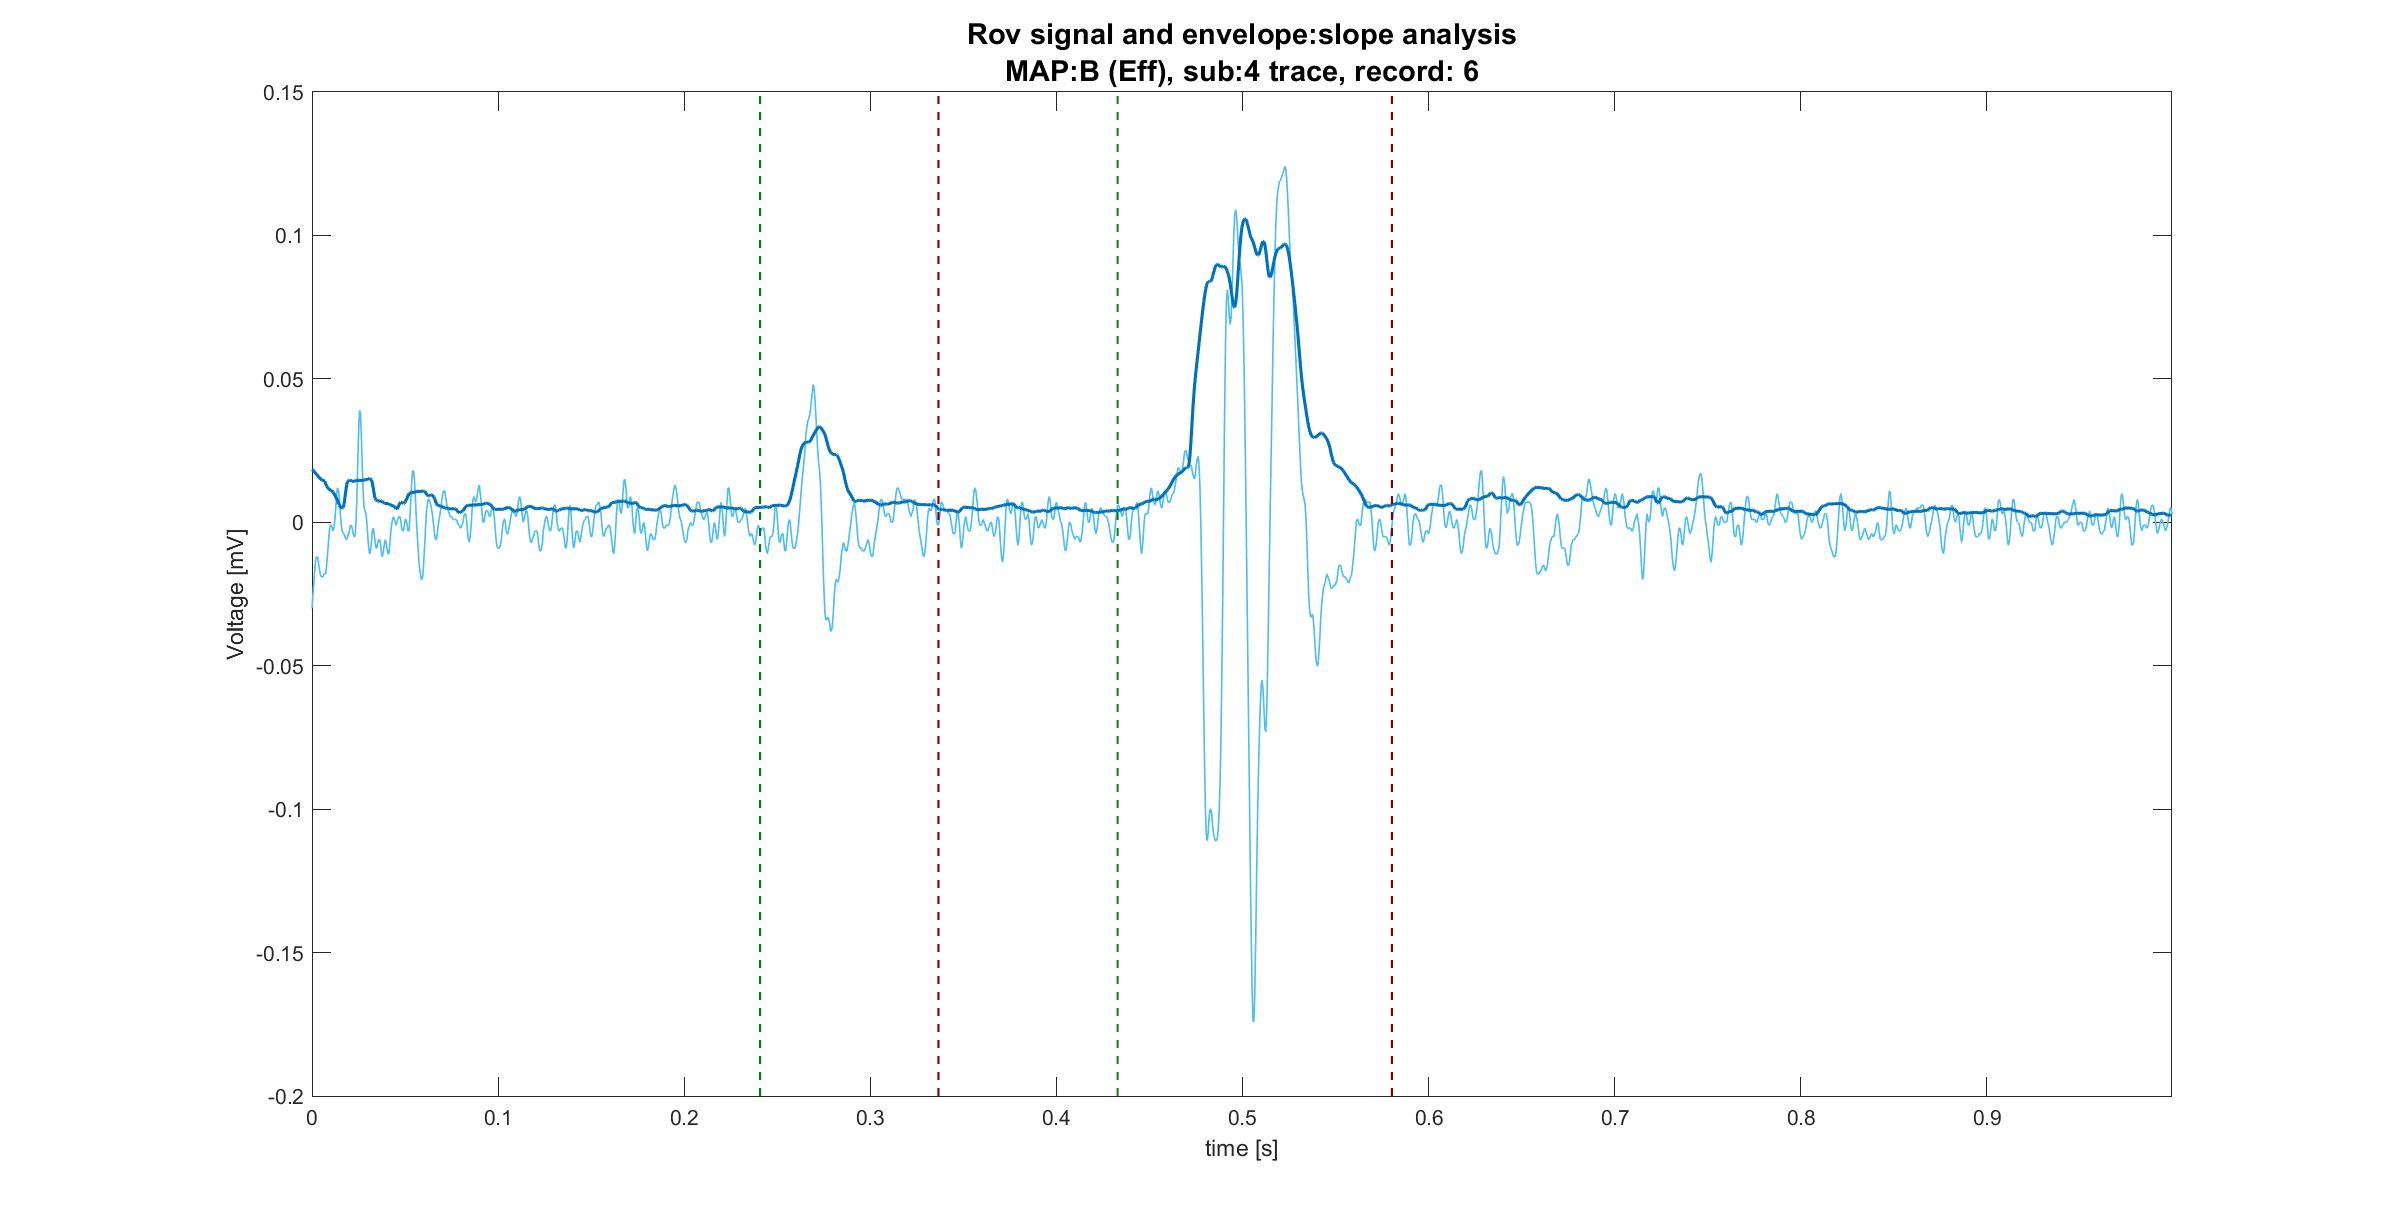 Rov signal and envelope:slope analysis
MAP:B (Eff), sub:4 trace, record: 6
0.15
0.1
0.05
0
-0.05
-0.1
-0.15
-0.2
Voltage [mV]
0 0.1 0.2 0.3 0.4 0.5 0.6 0.7 0.8 0.9
time [s]